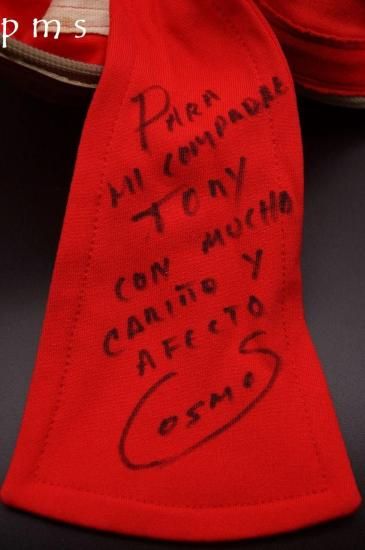 pms
PARA
MI COMPADRE
TONY
CON MUCHO
CARIÑO Y
AFECTO
COSMOS